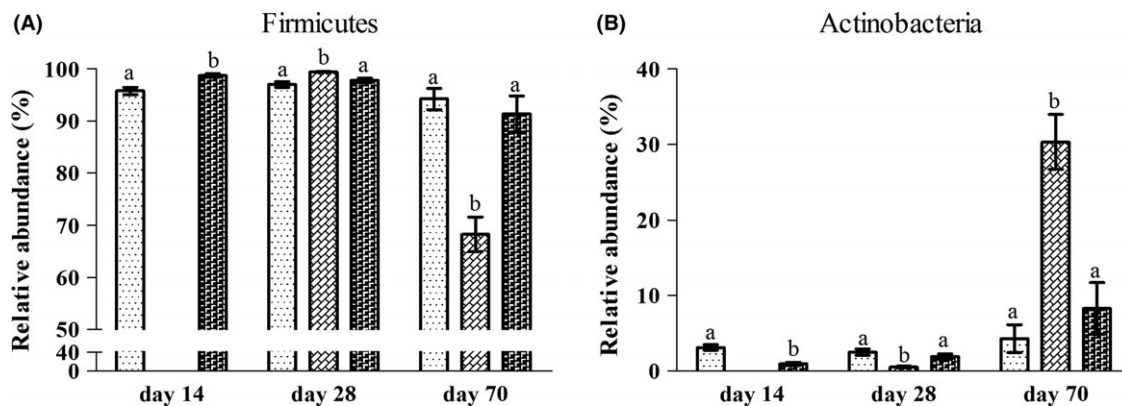 (A)
Firmicutes
Relative abundance (%)
100
90
80
70
60
50
40
0
a
b
a
b
a
a
b
a
day 14
day 28
day 70
(B)
Actinobacteria
Relative abundance (%)
40
30
20
10
0
a
b
a
b
a
a
b
a
day 14
day 28
day 70